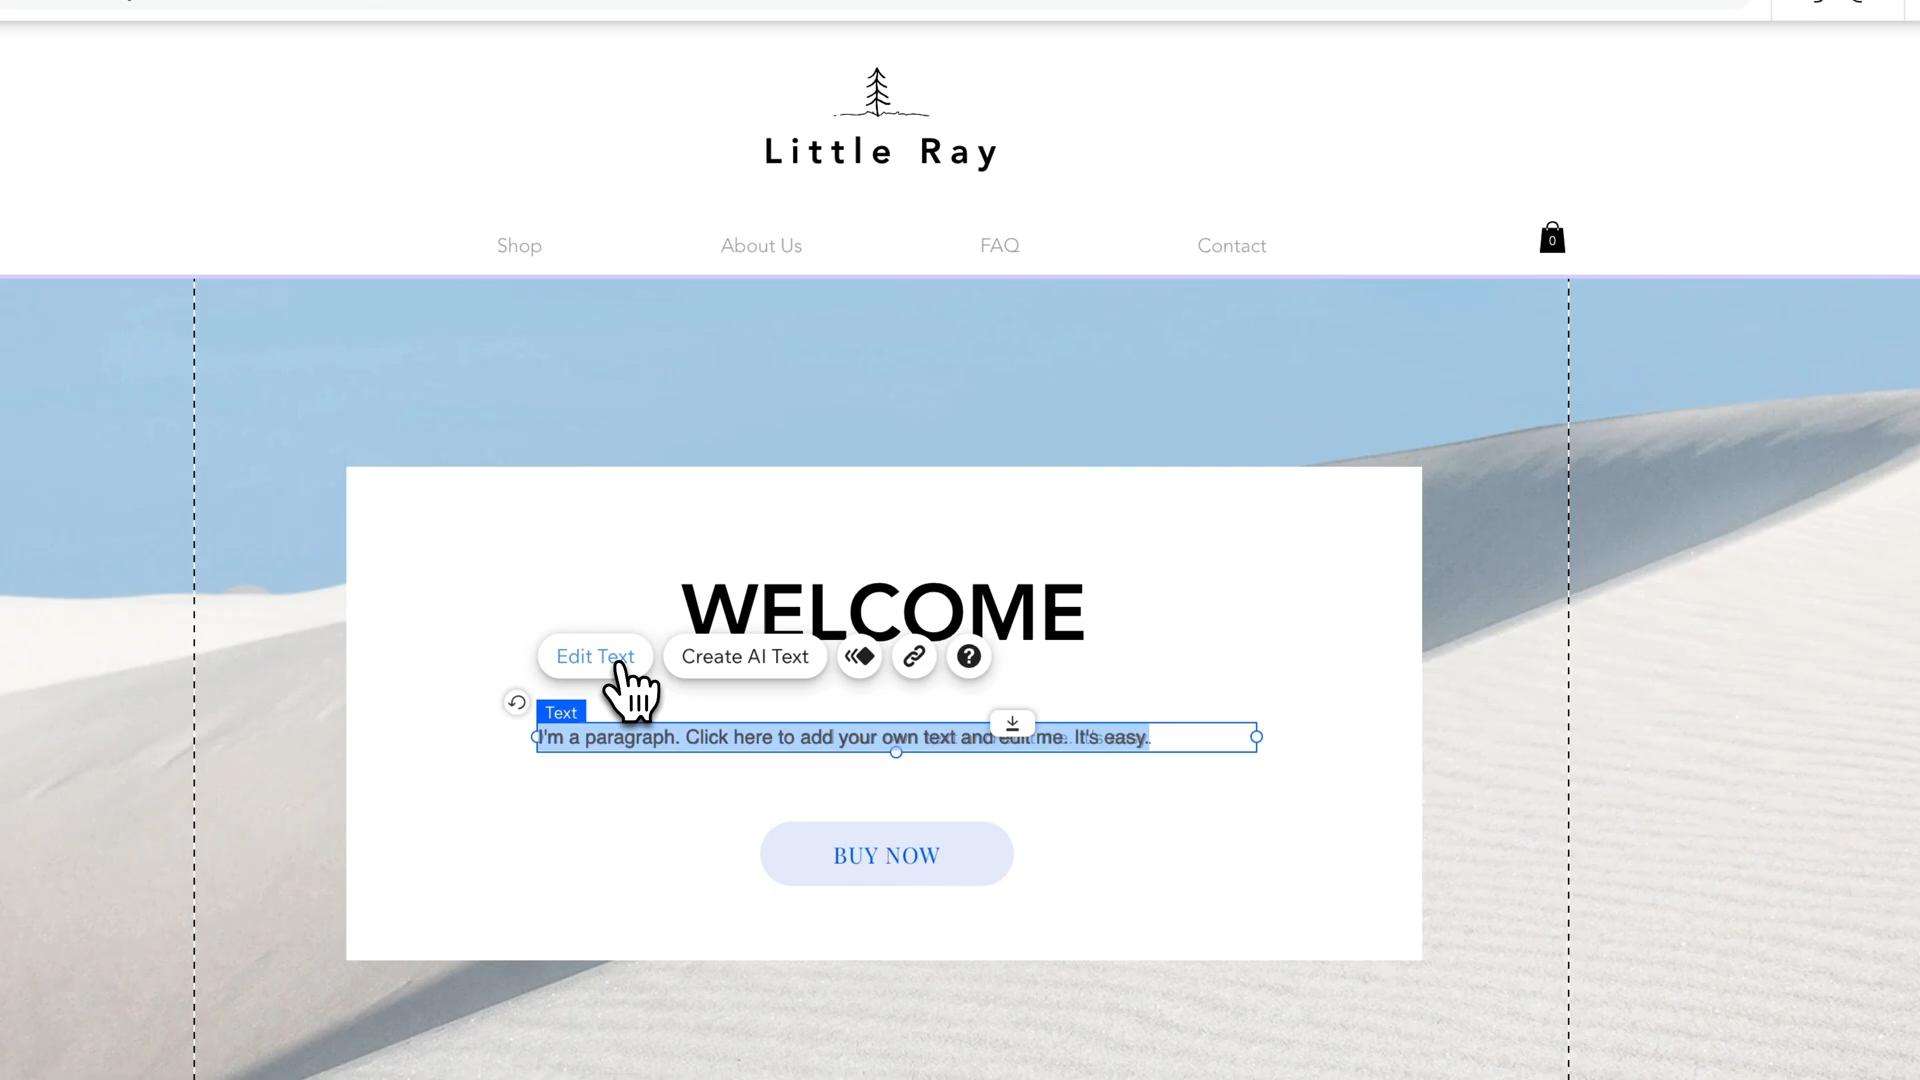 Little Ray
Shop About Us FAQ Contact
0
WELCOME
Edit Text Create AI Text ?
Text
I'm a paragraph. Click here to add your own text and edit me. It's easy.
BUY NOW